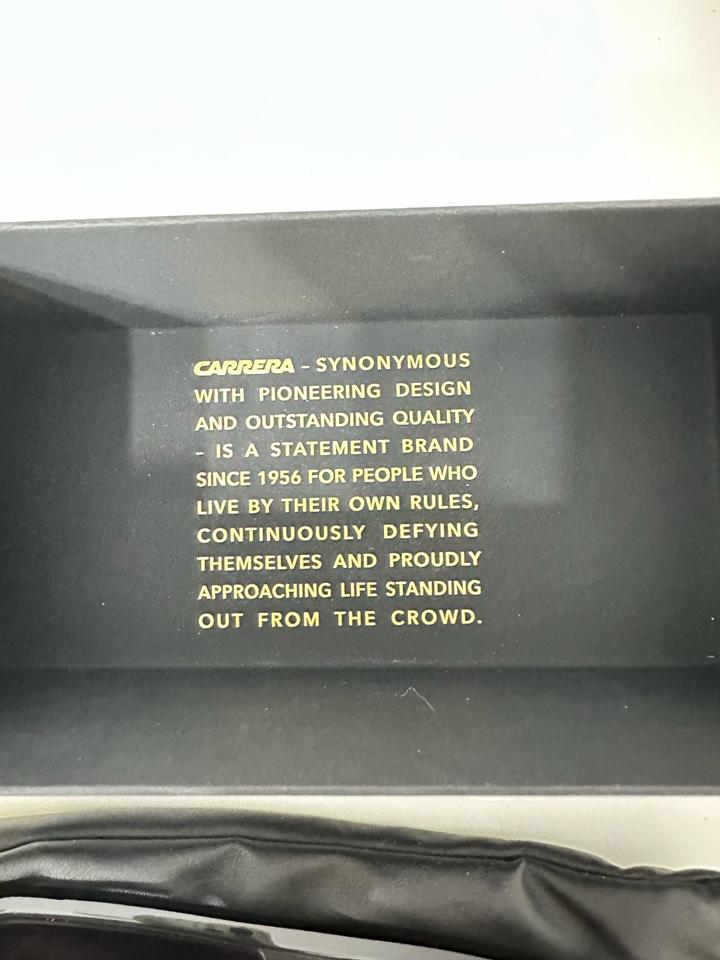 CARRERA – SYNONYMOUS
WITH PIONEERING DESIGN
AND OUTSTANDING QUALITY
– IS A STATEMENT BRAND
SINCE 1956 FOR PEOPLE WHO
LIVE BY THEIR OWN RULES,
CONTINUOUSLY DEFYING
THEMSELVES AND PROUDLY
APPROACHING LIFE STANDING
OUT FROM THE CROWD.